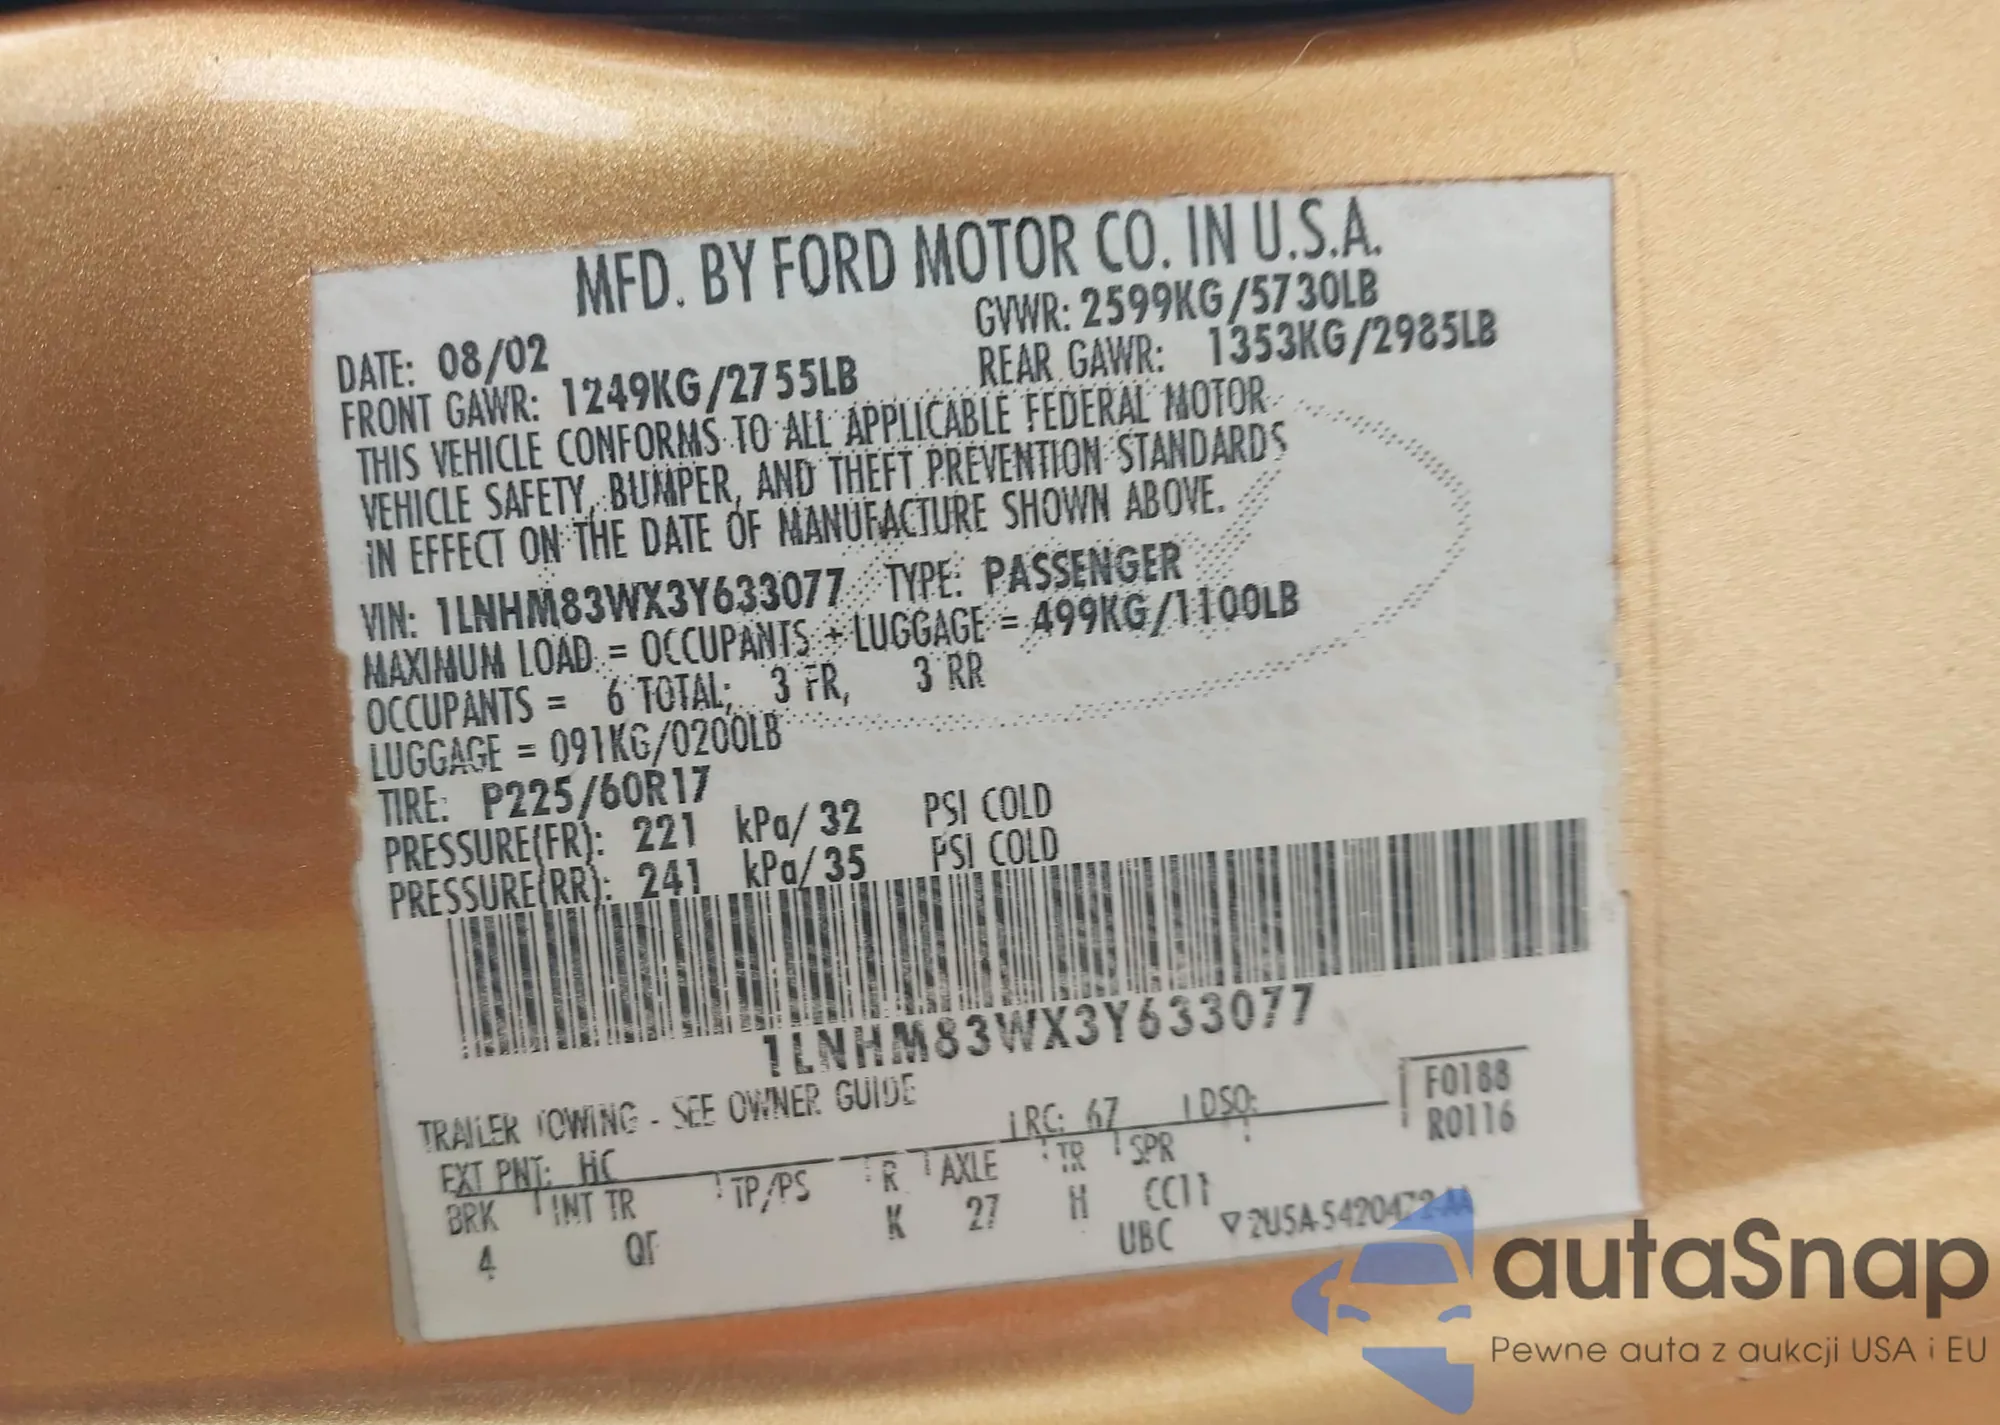 MFD. BY FORD MOTOR CO. IN U.S.A.
DATE: 08/02 GVWR: 2599KG/5730LB
FRONT GAWR: 1249KG/2755LB REAR GAWR: 1353KG/2985LB
THIS VEHICLE CONFORMS TO ALL APPLICABLE FEDERAL MOTOR
VEHICLE SAFETY, BUMPER, AND THEFT PREVENTION STANDARDS
IN EFFECT ON THE DATE OF MANUFACTURE SHOWN ABOVE.
VIN: 1LNHM83WX3Y633077 TYPE: PASSENGER
MAXIMUM LOAD = OCCUPANTS + LUGGAGE = 499KG/1100LB
OCCUPANTS = 6 TOTAL; 3 FR, 3 RR
LUGGAGE = 091KG/0200LB
TIRE: P225/60R17
PRESSURE(FR): 221 kPa/ 32 PSI COLD
PRESSURE(RR): 241 kPa/ 35 PSI COLD
1LNHM83WX3Y633077
TRAILER TOWING - SEE OWNER GUIDE
EXT PNT: HC RC: 67 DSO: F0188
R0116
BRK INT TR TP/PS R AXLE TR SPR
4 K 27 H CC11
UBC
autaSnap
Pewne auta z aukcji USA i EU